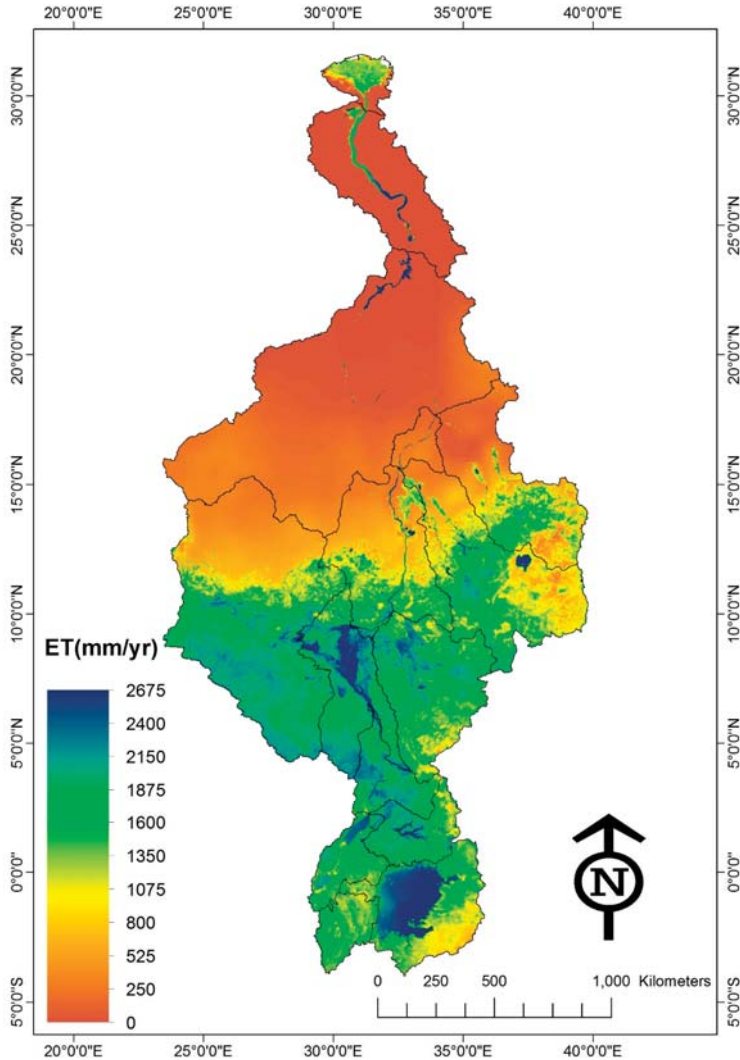 20°0'0"E 25°0'0"E 30°0'0"E 35°0'0"E 40°0'0"E
30°0'0"N 30°0'0"N
25°0'0"N 25°0'0"N
20°0'0"N 20°0'0"N
15°0'0"N 15°0'0"N
10°0'0"N 10°0'0"N
ET(mm/yr)
2675
2400
2150
1875
1600
1350
1075
800
525
250
0
5°0'0"N 5°0'0"N
0°0'0" 0°0'0"
N
0 250 500 1,000 Kilometers
5°0'0"S 5°0'0"S
20°0'0"E 25°0'0"E 30°0'0"E 35°0'0"E 40°0'0"E